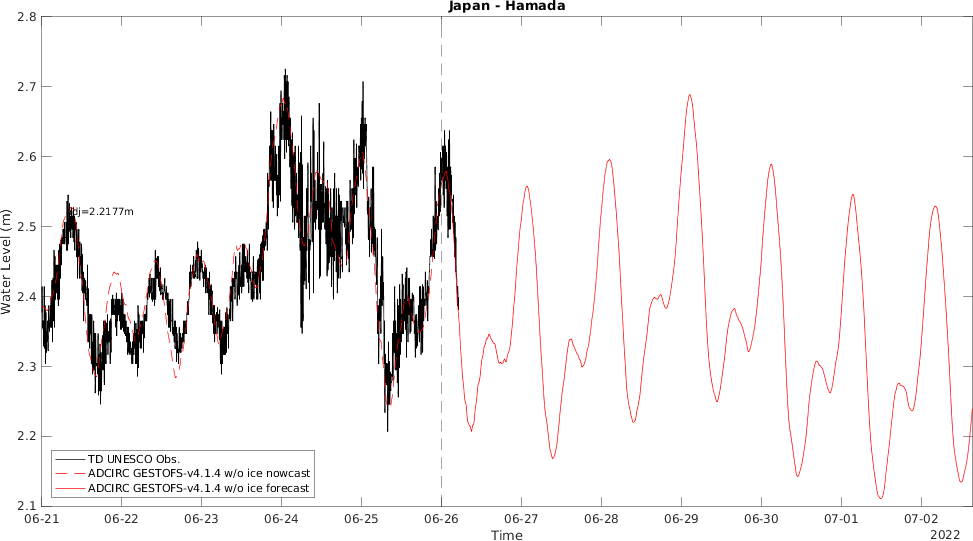 Japan - Hamada
2.8
2.7
2.6
2.5
2.4
2.3
2.2
2.1
Water Level (m)
dj=2.2177m
TD UNESCO Obs.
ADCIRC GESTOFS-v4.1.4 w/o ice nowcast
ADCIRC GESTOFS-v4.1.4 w/o ice forecast
06-21 06-22 06-23 06-24 06-25 06-26 06-27 06-28 06-29 06-30 07-01 07-02
Time
2022